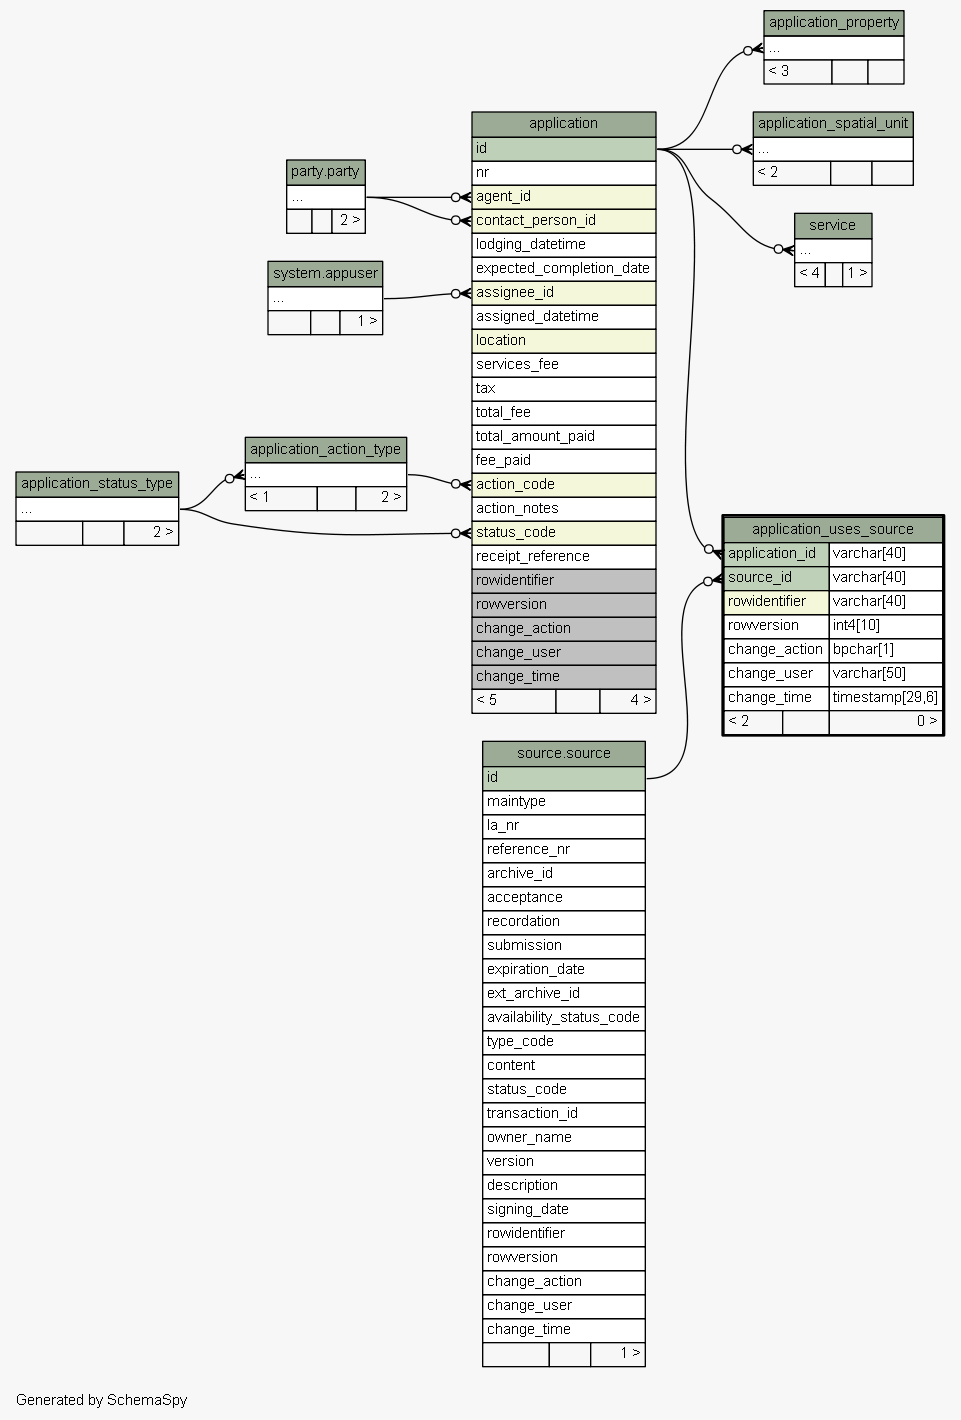 application_property
...
< 3
application_spatial_unit
...
< 2
service
...
< 4 1 >
application
id
nr
agent_id
contact_person_id
lodging_datetime
expected_completion_date
assignee_id
assigned_datetime
location
services_fee
tax
total_fee
total_amount_paid
fee_paid
action_code
action_notes
status_code
receipt_reference
rowidentifier
rowversion
change_action
change_user
change_time
< 5 4 >
party.party
...
2 >
system.appuser
...
1 >
application_action_type
...
< 1 2 >
application_status_type
...
2 >
application_uses_source
application_id varchar[40]
source_id varchar[40]
rowidentifier varchar[40]
rowversion int4[10]
change_action bpchar[1]
change_user varchar[50]
change_time timestamp[29,6]
< 2 0 >
source.source
id
maintype
la_nr
reference_nr
archive_id
acceptance
recordation
submission
expiration_date
ext_archive_id
availability_status_code
type_code
content
status_code
transaction_id
owner_name
version
description
signing_date
rowidentifier
rowversion
change_action
change_user
change_time
1 >
Generated by SchemaSpy